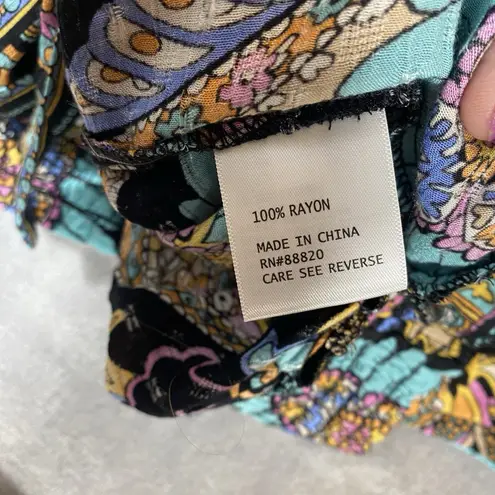 100% RAYON
MADE IN CHINA
RN#88820
CARE SEE REVERSE